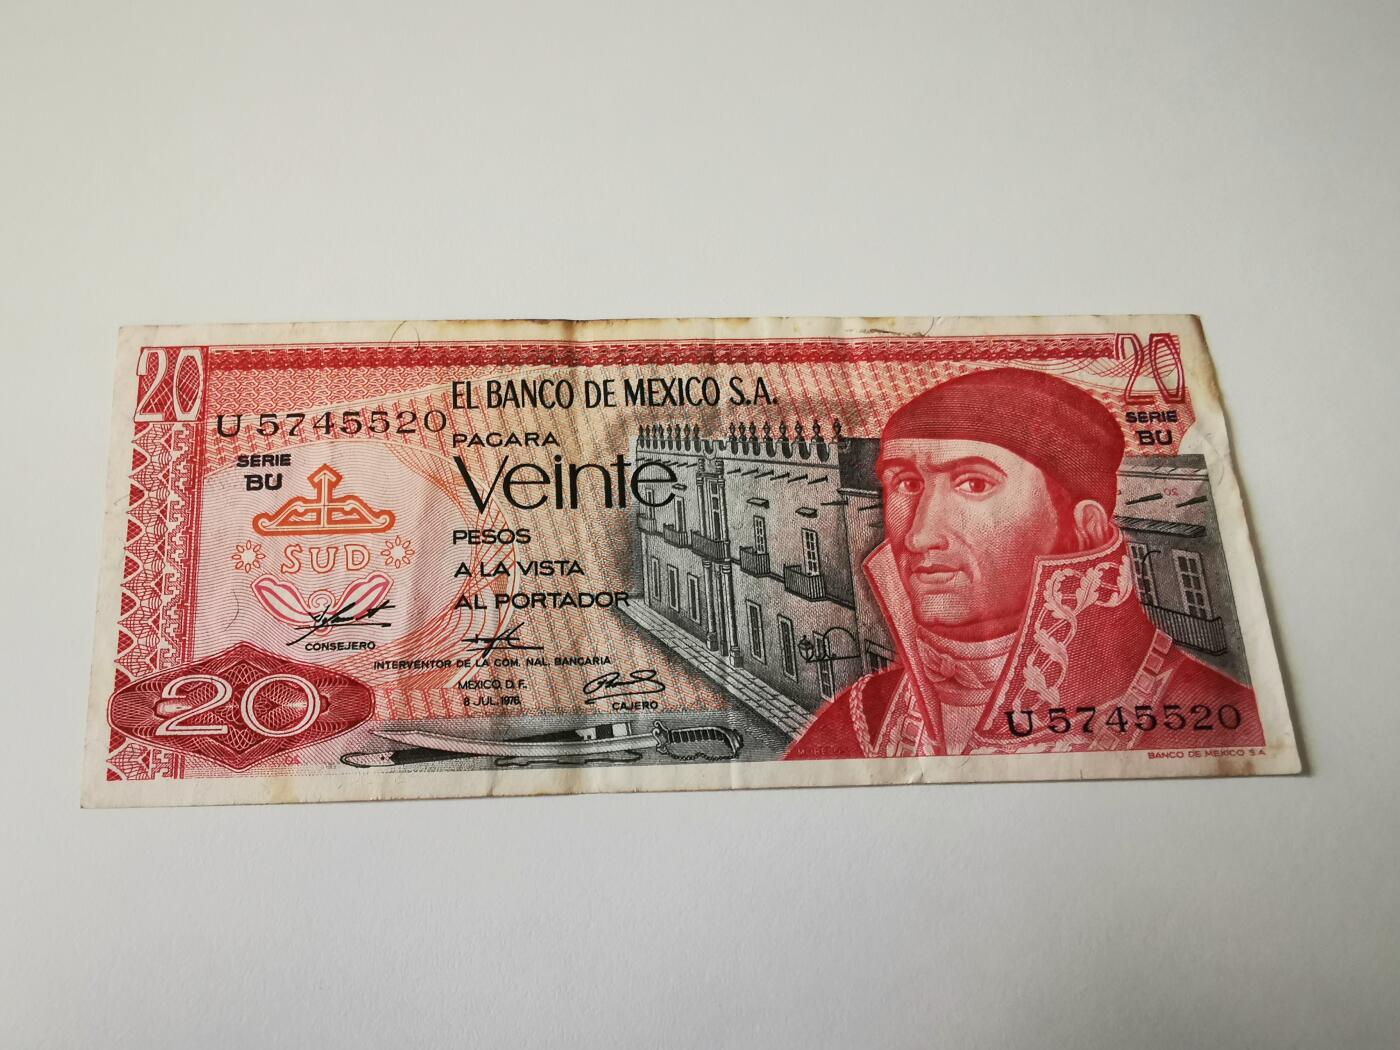 20
20
EL BANCO DE MEXICO S.A.
U 5745520
SERIE
BU
SERIE
BU
PAGARA
Veinte
PESOS
A LA VISTA
AL PORTADOR
SUD
CONSEJERO
INTERVENTOR DE LA COM. NAL. BANCARIA
MEXICO, D. F.
8 JUL. 1976
CAJERO
20
U 5745520
MORELOS
BANCO DE MEXICO S A